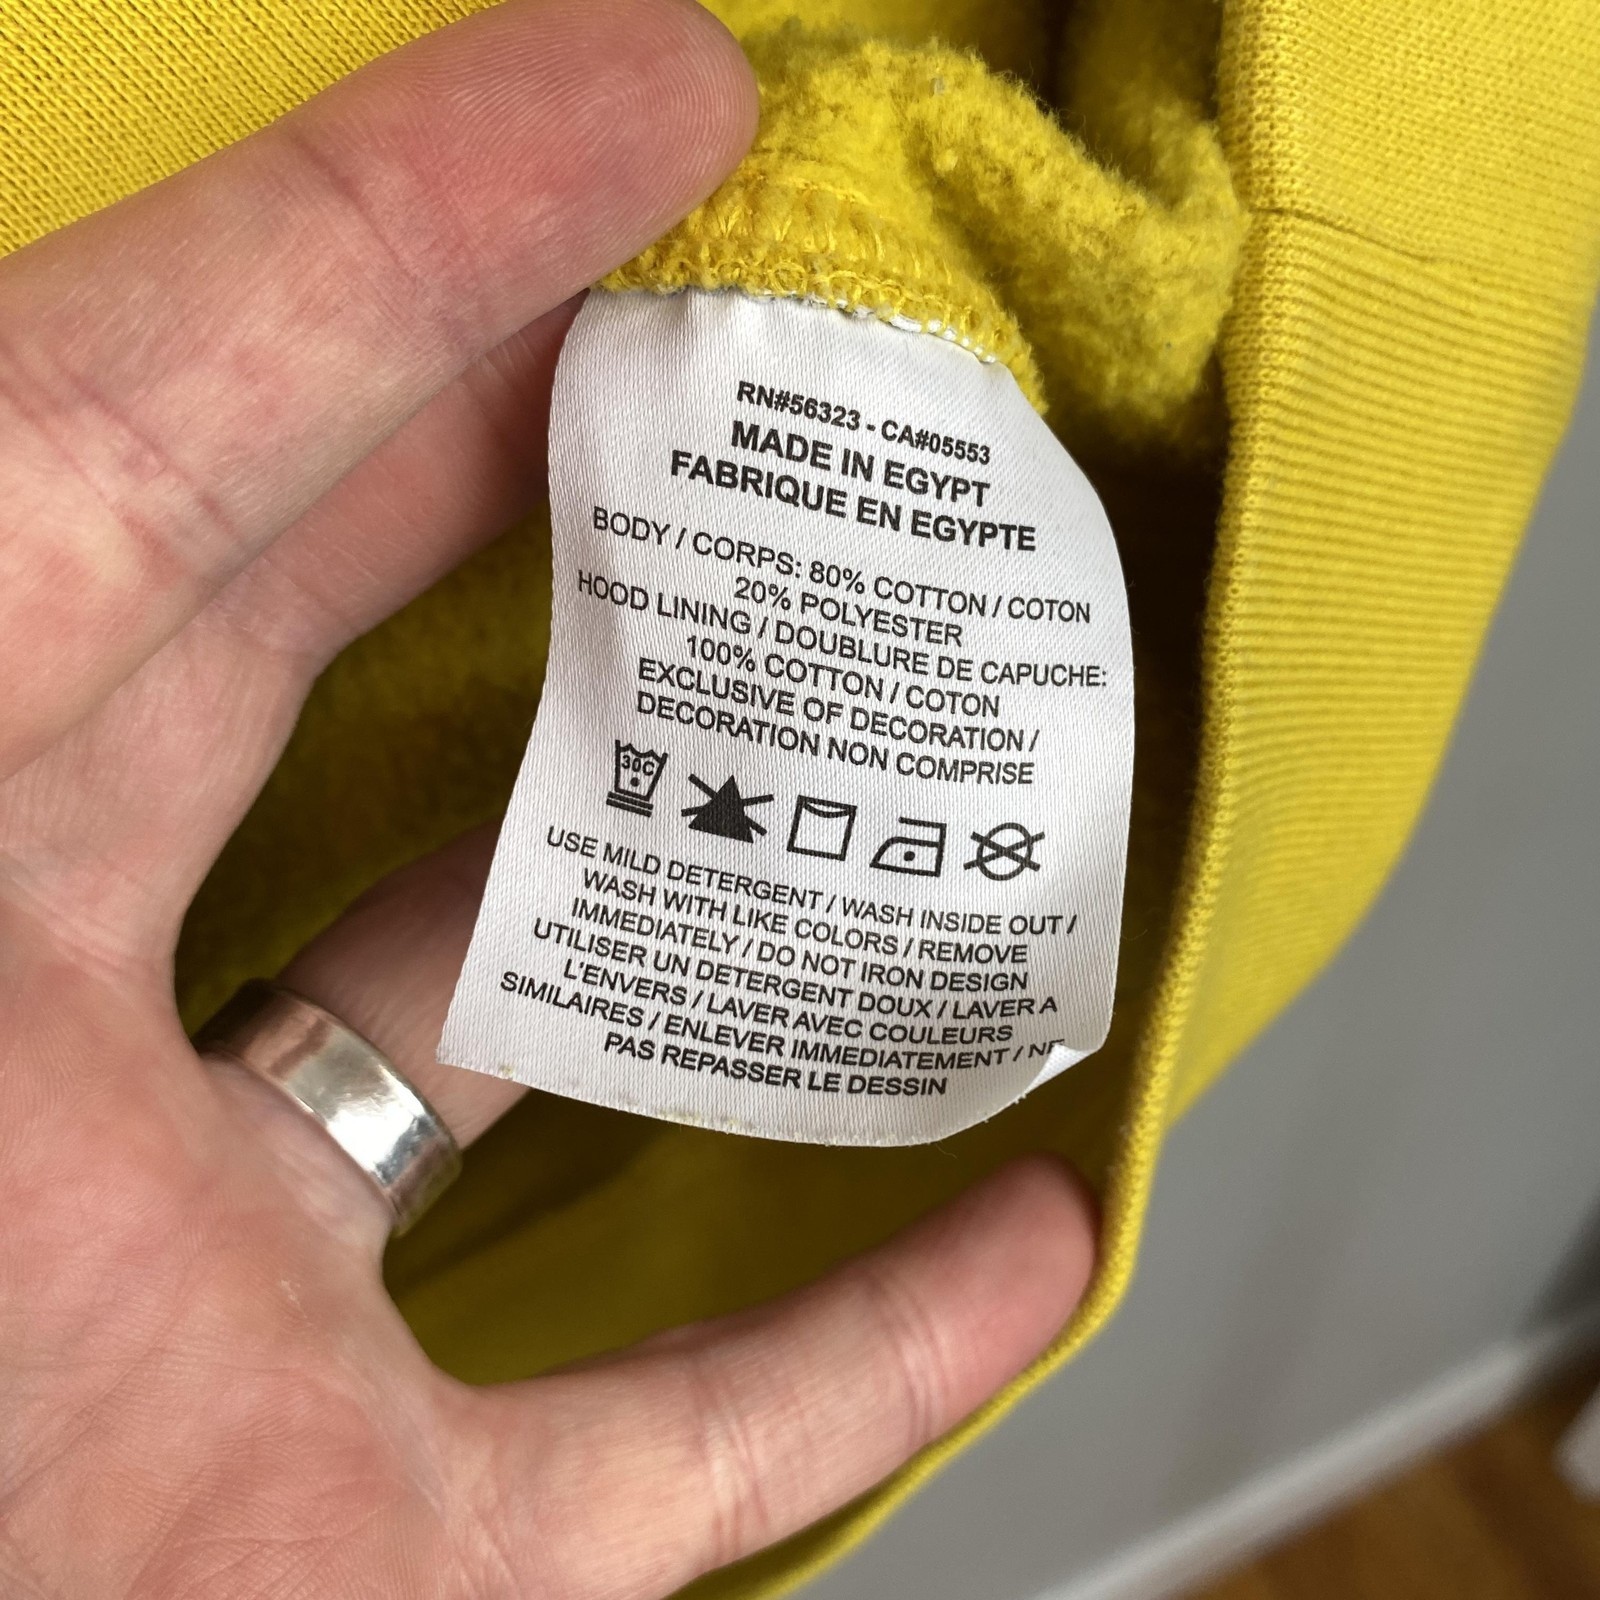 RN#56323 - CA#05553
MADE IN EGYPT
FABRIQUE EN EGYPTE
BODY / CORPS: 80% COTTON / COTON
20% POLYESTER
HOOD LINING / DOUBLURE DE CAPUCHE:
100% COTTON / COTON
EXCLUSIVE OF DECORATION /
DECORATION NON COMPRISE
30C
USE MILD DETERGENT / WASH INSIDE OUT /
WASH WITH LIKE COLORS / REMOVE
IMMEDIATELY / DO NOT IRON DESIGN
UTILISER UN DETERGENT DOUX / LAVER A
L'ENVERS / LAVER AVEC COULEURS
SIMILAIRES / ENLEVER IMMEDIATEMENT / NE
PAS REPASSER LE DESSIN